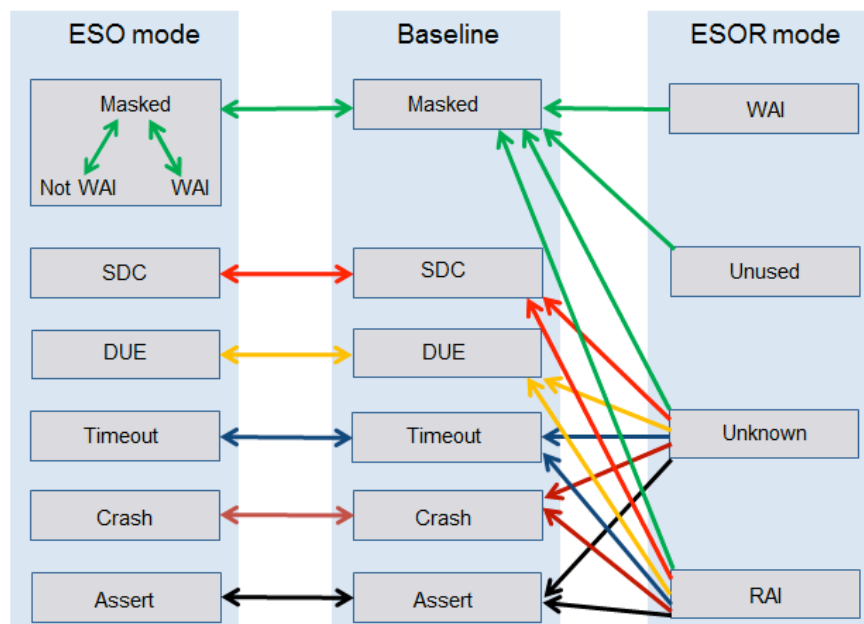 ESO mode
Baseline
ESOR mode
Masked
Not WAI
WAI
Masked
WAI
SDC
SDC
Unused
DUE
DUE
Timeout
Timeout
Unknown
Crash
Crash
Assert
Assert
RAI